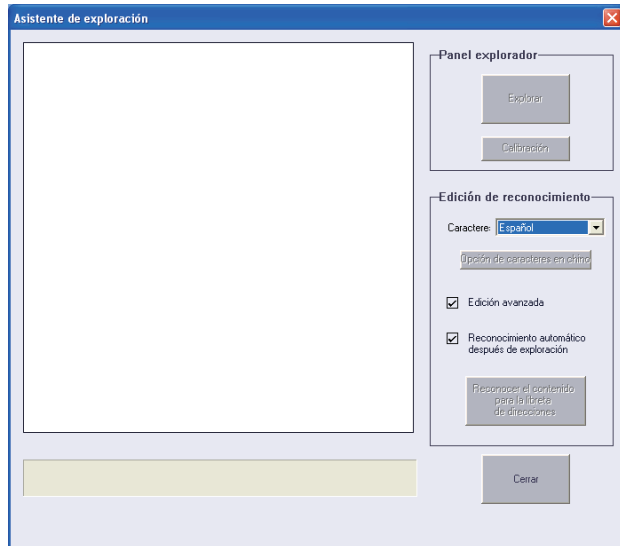 Asistente de exploración
Panel explorador
Explorar
Calibración
Edición de reconocimiento
Caractere: Español
Opción de caracteres en chino
Edición avanzada
Reconocimiento automático
después de exploración
Reconocer el contenido
para la libreta
de direcciones
Cerrar